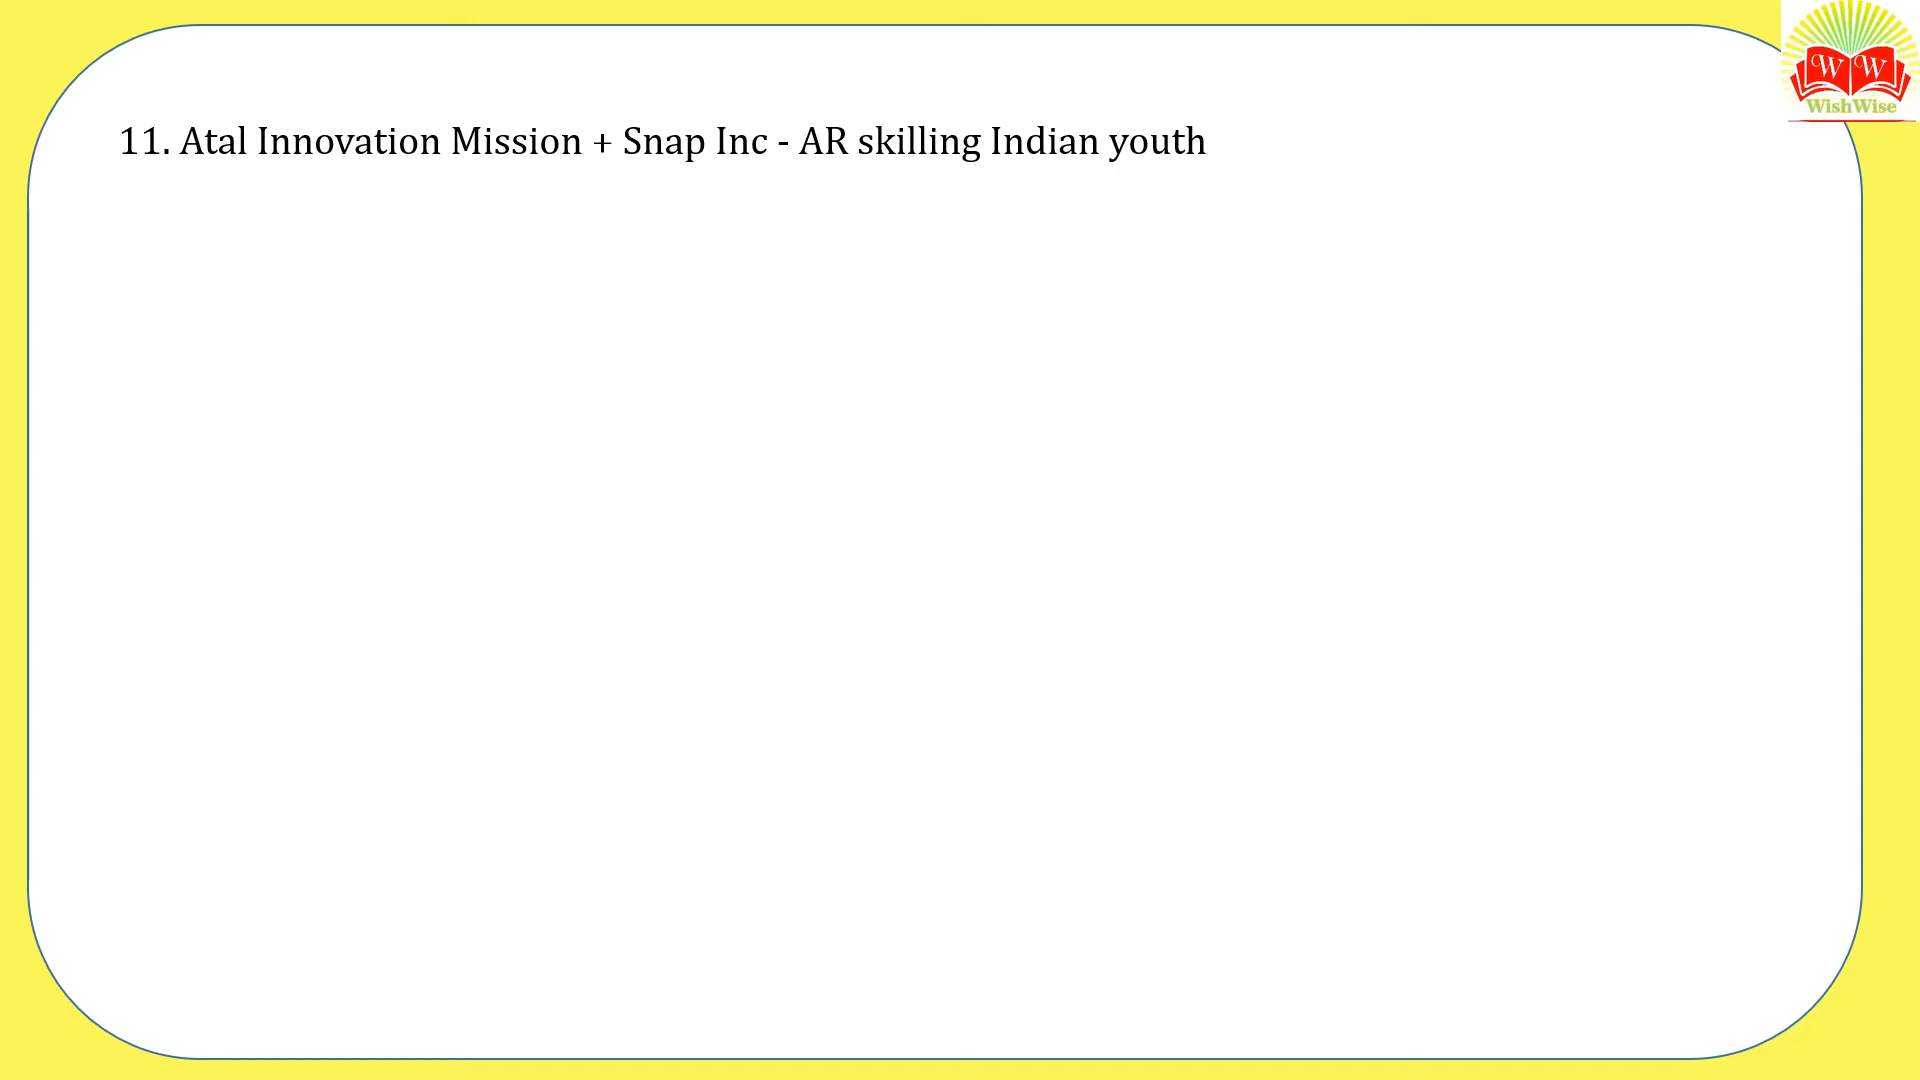 W W
WishWise
11. Atal Innovation Mission + Snap Inc - AR skilling Indian youth